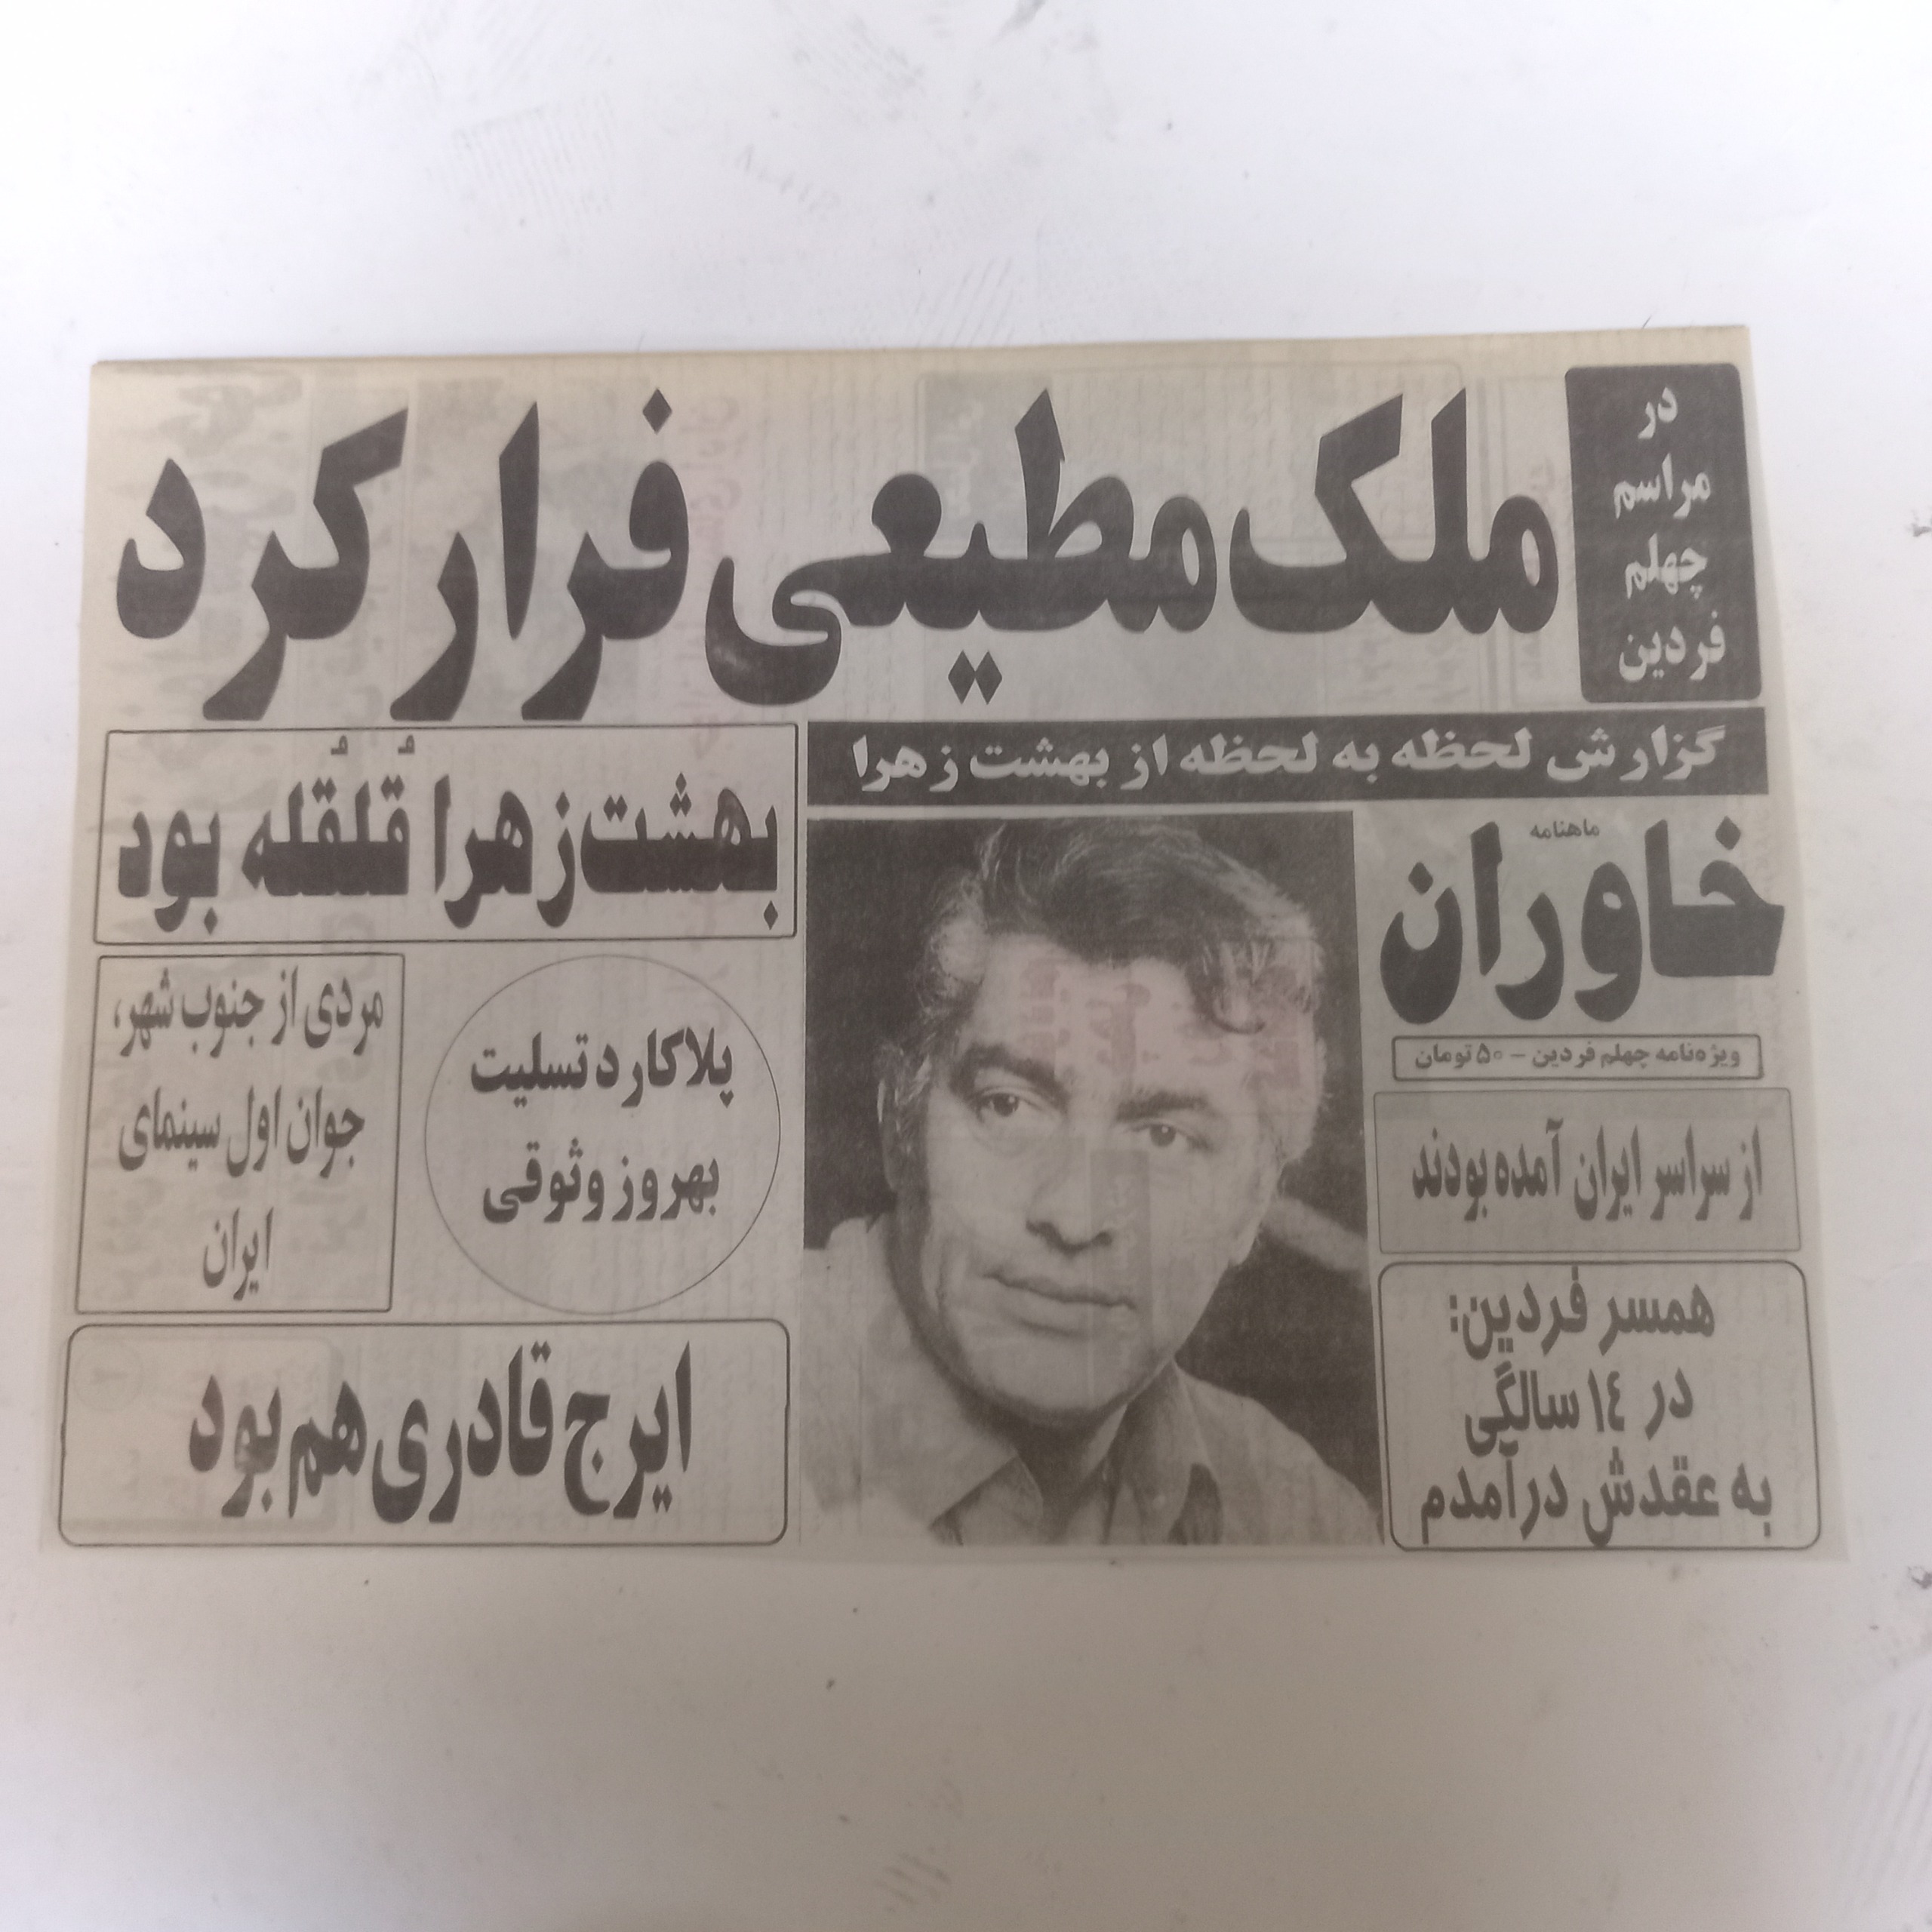 در
مراسم
چهلم
فردین
ملک مطیعی فرار کرد
گزارش لحظه به لحظه از بهشت زهرا
ماهنامه
خاوران
ویژه‌نامه چهلم فردین – ۵۰ تومان
از سراسر ایران آمده بودند
همسر فردین:
در ١٤ سالگی
به عقدش درآمدم
بهشت زهرا قُلقُله بود
پلاکارد تسلیت
بهروز وثوقی
مردی از جنوب شهر،
جوان اول سینمای
ایران
ایرج قادری هم بود